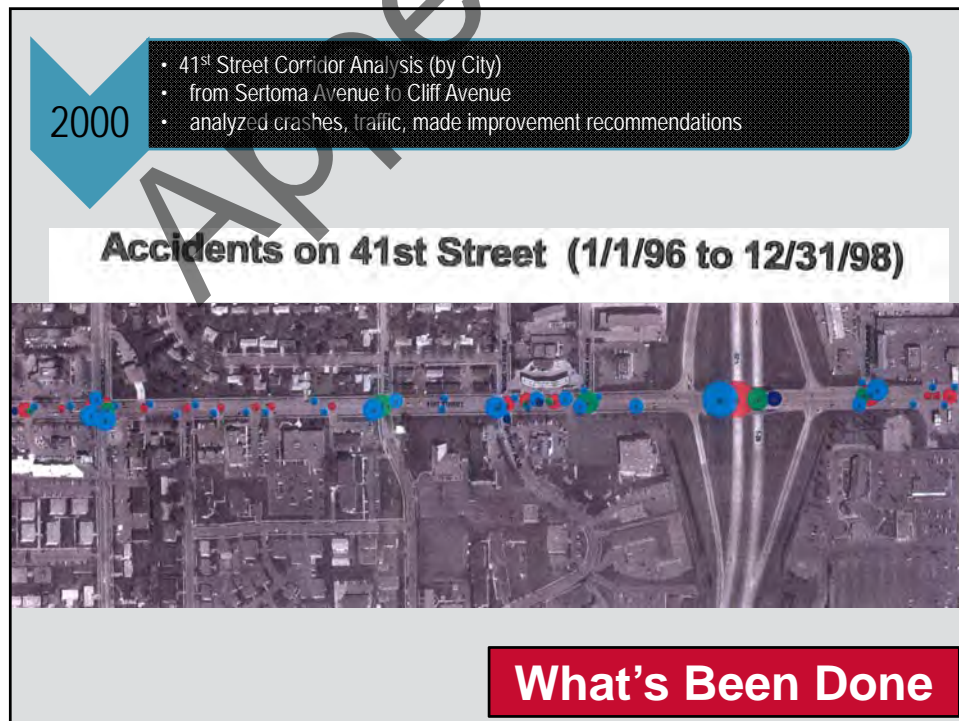 2000
• 41st Street Corridor Analysis (by City)
• from Sertoma Avenue to Cliff Avenue
• analyzed crashes, traffic, made improvement recommendations
Accidents on 41st Street (1/1/96 to 12/31/98)
What's Been Done